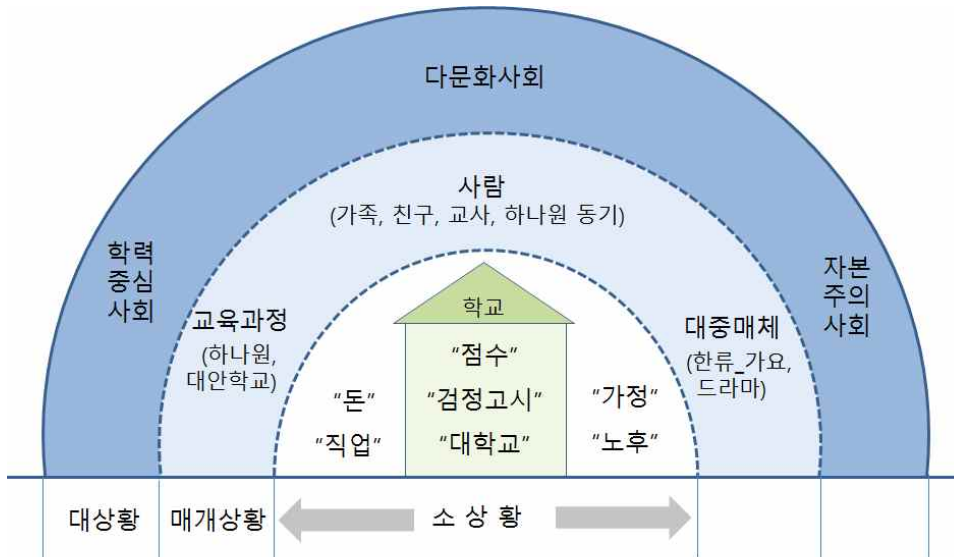 다문화사회
사람
(가족, 친구, 교사, 하나원 동기)
학력
중심
사회
자본
주의
사회
교육과정
(하나원,
대안학교)
대중매체
(한류_가요,
드라마)
학교
"점수"
"검정고시"
"대학교"
"돈"
"직업"
"가정"
"노후"
대상황
매개상황
소 상 황